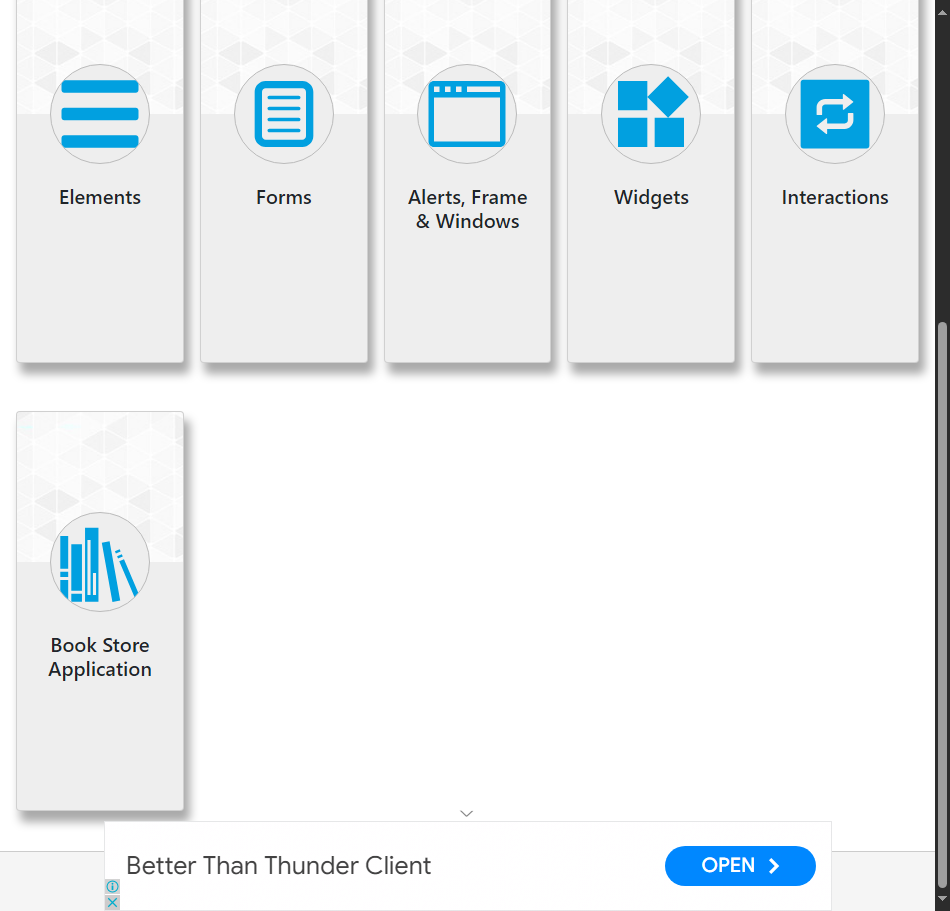 Elements
Forms
Alerts, Frame
& Windows
Widgets
Interactions
Book Store
Application
Better Than Thunder Client
OPEN